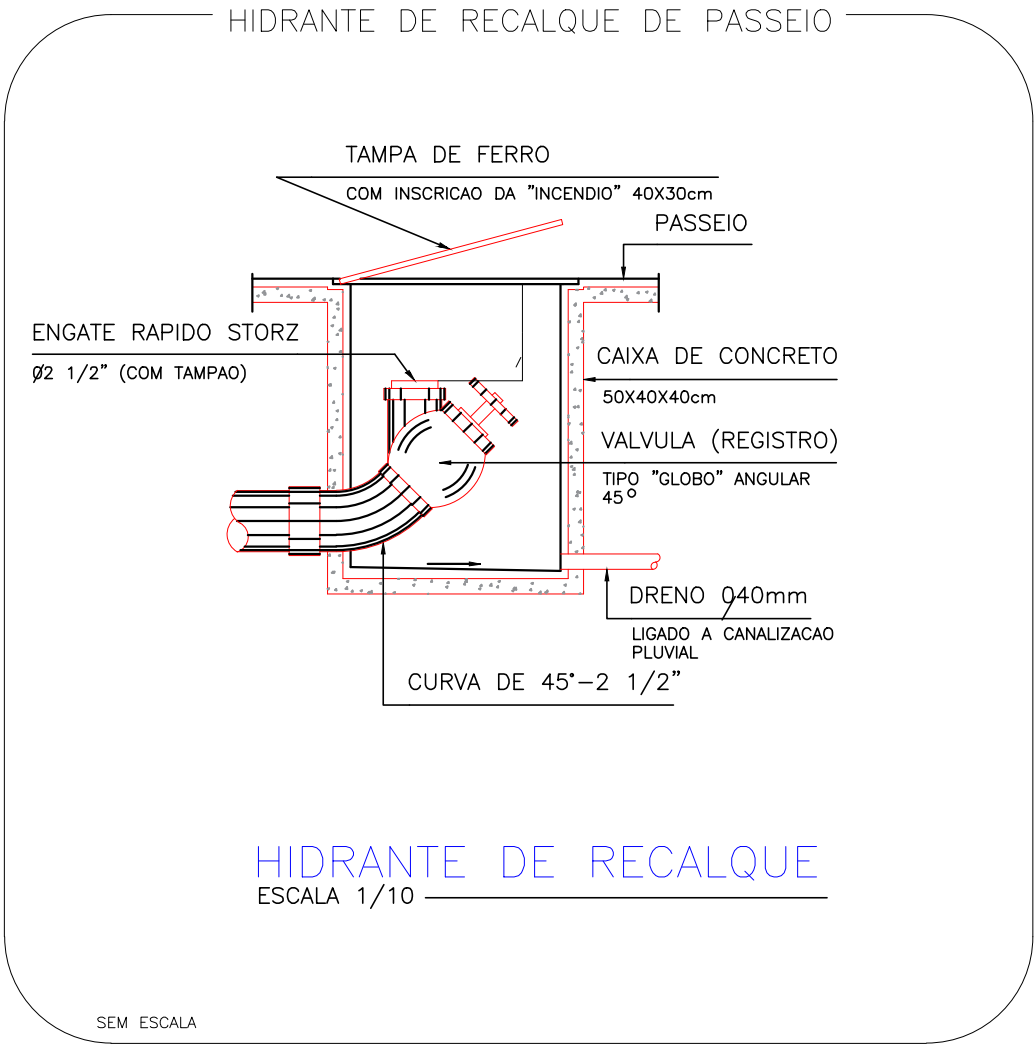 HIDRANTE DE RECALQUE DE PASSEIO
TAMPA DE FERRO
COM INSCRICAO DA "INCENDIO" 40X30cm
PASSEIO
ENGATE RAPIDO STORZ
Ø2 1/2" (COM TAMPAO)
CAIXA DE CONCRETO
50X40X40cm
VALVULA (REGISTRO)
TIPO "GLOBO" ANGULAR
45°
DRENO Ø40mm
LIGADO A CANALIZACAO
PLUVIAL
CURVA DE 45°-2 1/2"
HIDRANTE DE RECALQUE
ESCALA 1/10
SEM ESCALA